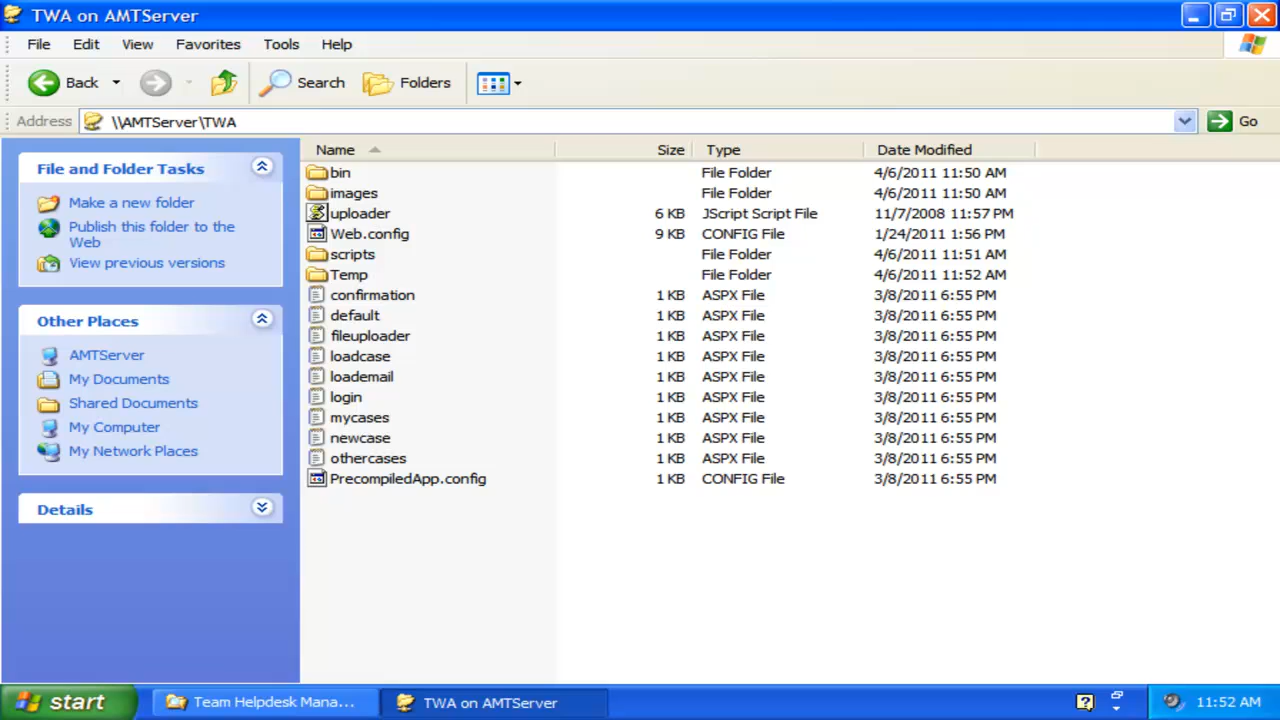 TWA on AMTServer
File Edit View Favorites Tools Help
Back Search Folders
Address \\AMTServer\TWA Go
File and Folder Tasks
Make a new folder
Publish this folder to the
Web
View previous versions
Other Places
AMTServer
My Documents
Shared Documents
My Computer
My Network Places
Details
Name Size Type Date Modified
bin File Folder 4/6/2011 11:50 AM
images File Folder 4/6/2011 11:50 AM
uploader 6 KB JScript Script File 11/7/2008 11:57 PM
Web.config 9 KB CONFIG File 1/24/2011 1:56 PM
scripts File Folder 4/6/2011 11:51 AM
Temp File Folder 4/6/2011 11:52 AM
confirmation 1 KB ASPX File 3/8/2011 6:55 PM
default 1 KB ASPX File 3/8/2011 6:55 PM
fileuploader 1 KB ASPX File 3/8/2011 6:55 PM
loadcase 1 KB ASPX File 3/8/2011 6:55 PM
loademail 1 KB ASPX File 3/8/2011 6:55 PM
login 1 KB ASPX File 3/8/2011 6:55 PM
mycases 1 KB ASPX File 3/8/2011 6:55 PM
newcase 1 KB ASPX File 3/8/2011 6:55 PM
othercases 1 KB ASPX File 3/8/2011 6:55 PM
PrecompiledApp.config 1 KB CONFIG File 3/8/2011 6:55 PM
start Team Helpdesk Mana... TWA on AMTServer 11:52 AM